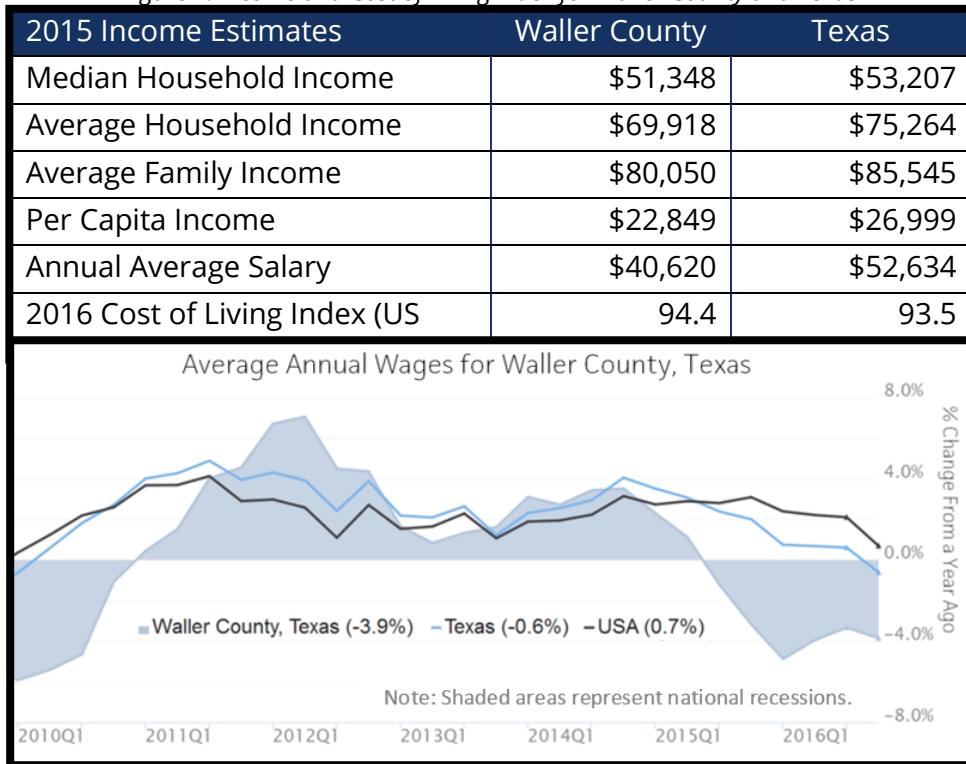 2015 Income Estimates Waller County Texas
Median Household Income $51,348 $53,207
Average Household Income $69,918 $75,264
Average Family Income $80,050 $85,545
Per Capita Income $22,849 $26,999
Annual Average Salary $40,620 $52,634
2016 Cost of Living Index (US 94.4 93.5
Average Annual Wages for Waller County, Texas
8.0%
4.0%
0.0%
-4.0%
-8.0%
% Change From a Year Ago
Waller County, Texas (-3.9%) Texas (-0.6%) USA (0.7%)
Note: Shaded areas represent national recessions.
2010Q1 2011Q1 2012Q1 2013Q1 2014Q1 2015Q1 2016Q1